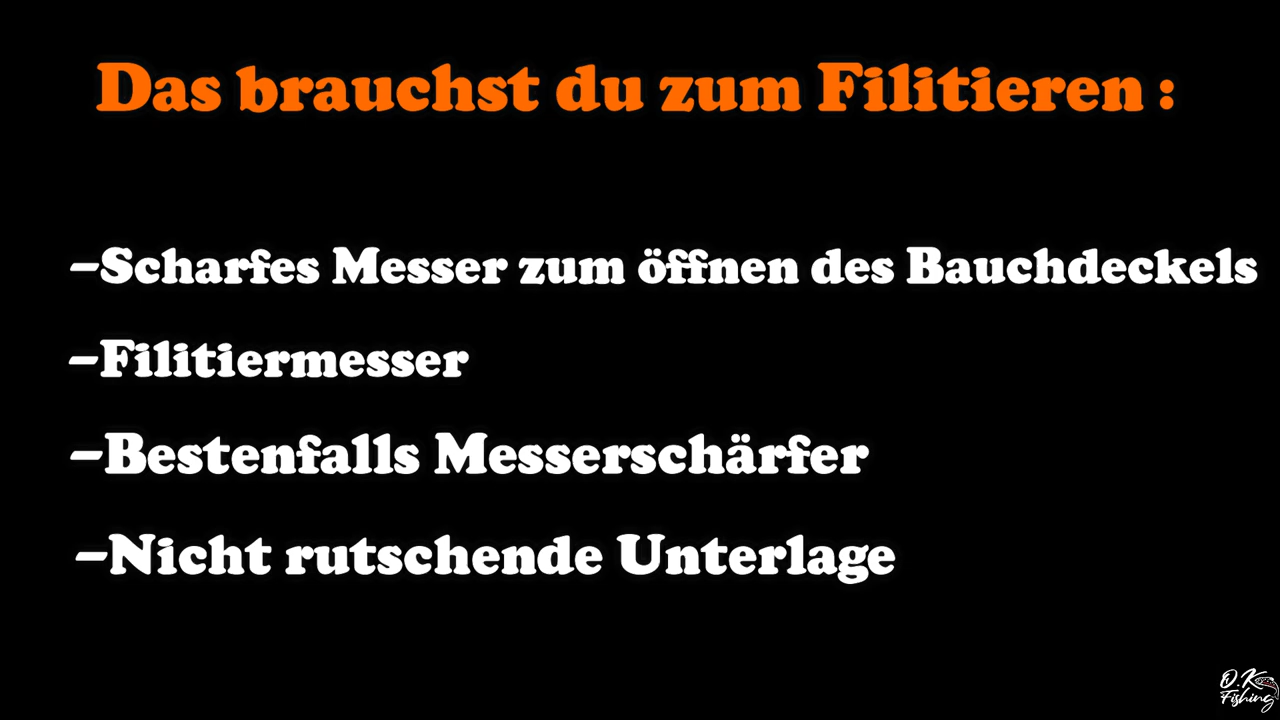 Das brauchst du zum Filitieren :
-Scharfes Messer zum öffnen des Bauchdeckels
-Filitiermesser
-Bestenfalls Messerschärfer
-Nicht rutschende Unterlage
O.K
Fishing